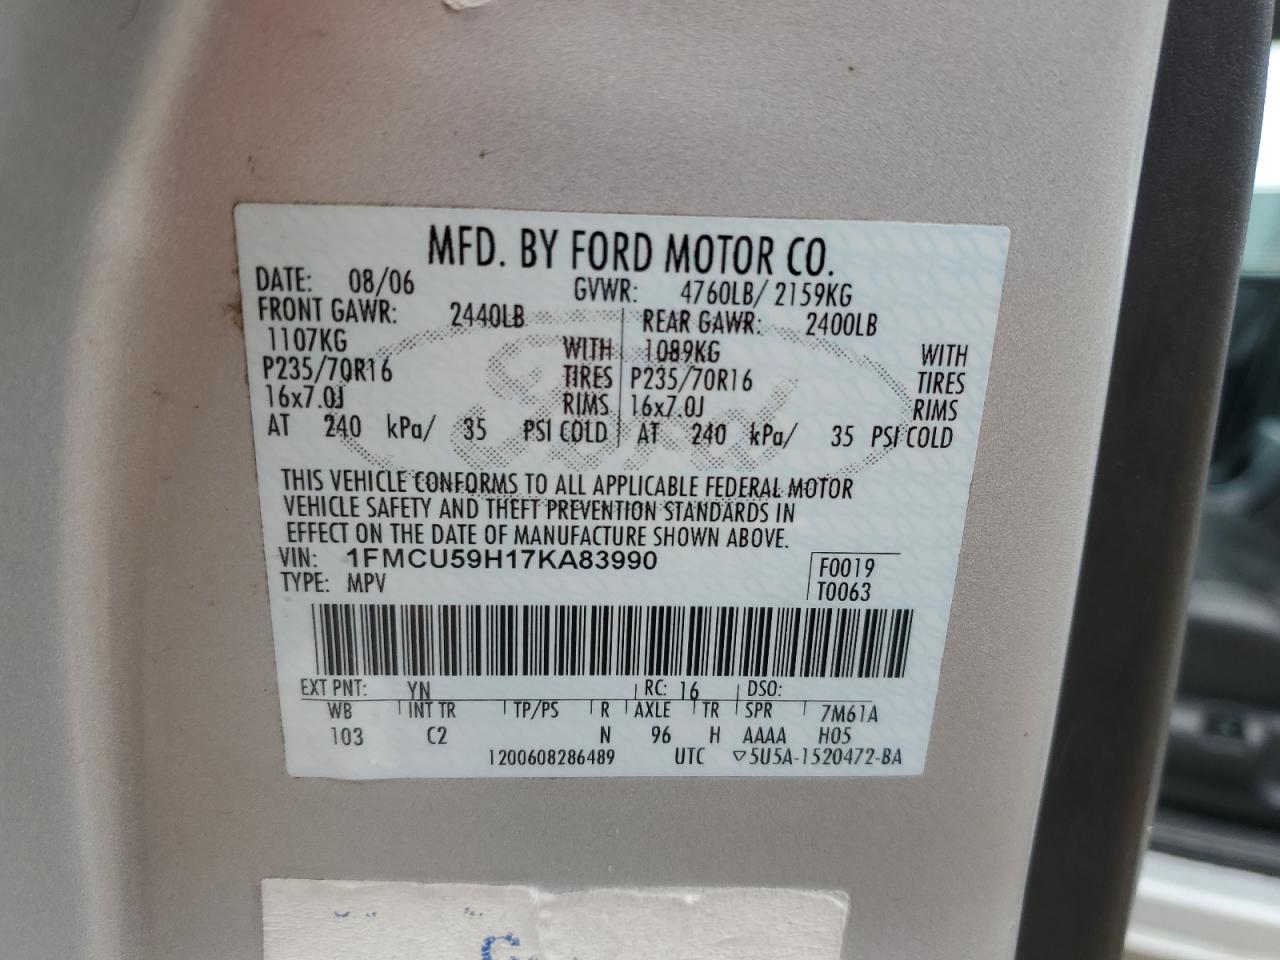 MFD. BY FORD MOTOR CO.
DATE: 08/06 GVWR: 4760LB/ 2159KG
FRONT GAWR: 2440LB REAR GAWR: 2400LB
1107KG WITH 1089KG WITH
P235/70R16 TIRES P235/70R16 TIRES
16x7.0J RIMS 16x7.0J RIMS
AT 240 kPa/ 35 PSI COLD AT 240 kPa/ 35 PSI COLD
Ford
THIS VEHICLE CONFORMS TO ALL APPLICABLE FEDERAL MOTOR
VEHICLE SAFETY AND THEFT PREVENTION STANDARDS IN
EFFECT ON THE DATE OF MANUFACTURE SHOWN ABOVE.
VIN: 1FMCU59H17KA83990 F0019
TYPE: MPV T0063
EXT PNT: YN RC: 16 DSO:
WB INT TR TP/PS R AXLE TR SPR 7M61A
103 C2 N 96 H AAAA H05
1200608286489 UTC ▽5U5A-1520472-BA